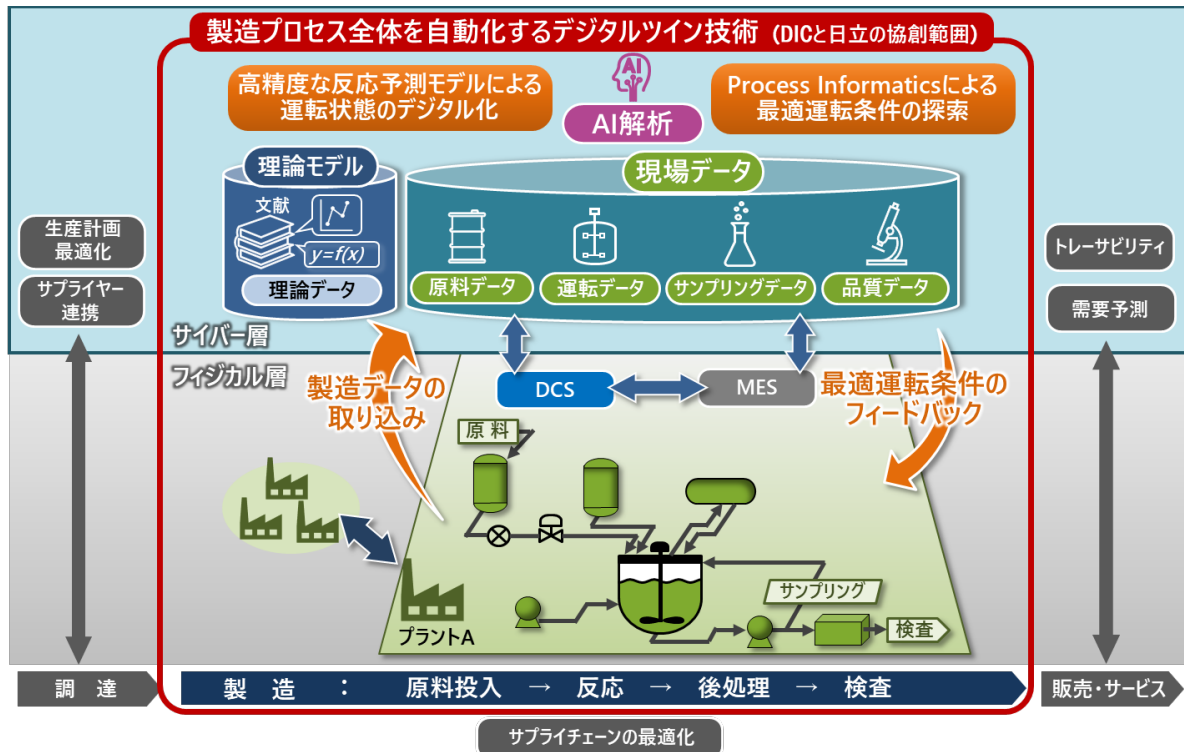 製造プロセス全体を自動化するデジタルツイン技術 (DICと日立の協創範囲)
高精度な反応予測モデルによる
運転状態のデジタル化
AI
AI解析
Process Informaticsによる
最適運転条件の探索
理論モデル
文献
y=f(x)
理論データ
現場データ
原料データ
運転データ
サンプリングデータ
品質データ
生産計画
最適化
サプライヤー
連携
トレーサビリティ
需要予測
サイバー層
フィジカル層
製造データの
取り込み
DCS
MES
最適運転条件の
フィードバック
原 料
プラントA
サンプリング
検査
調 達
製 造 : 原料投入 → 反応 → 後処理 → 検査
販売・サービス
サプライチェーンの最適化